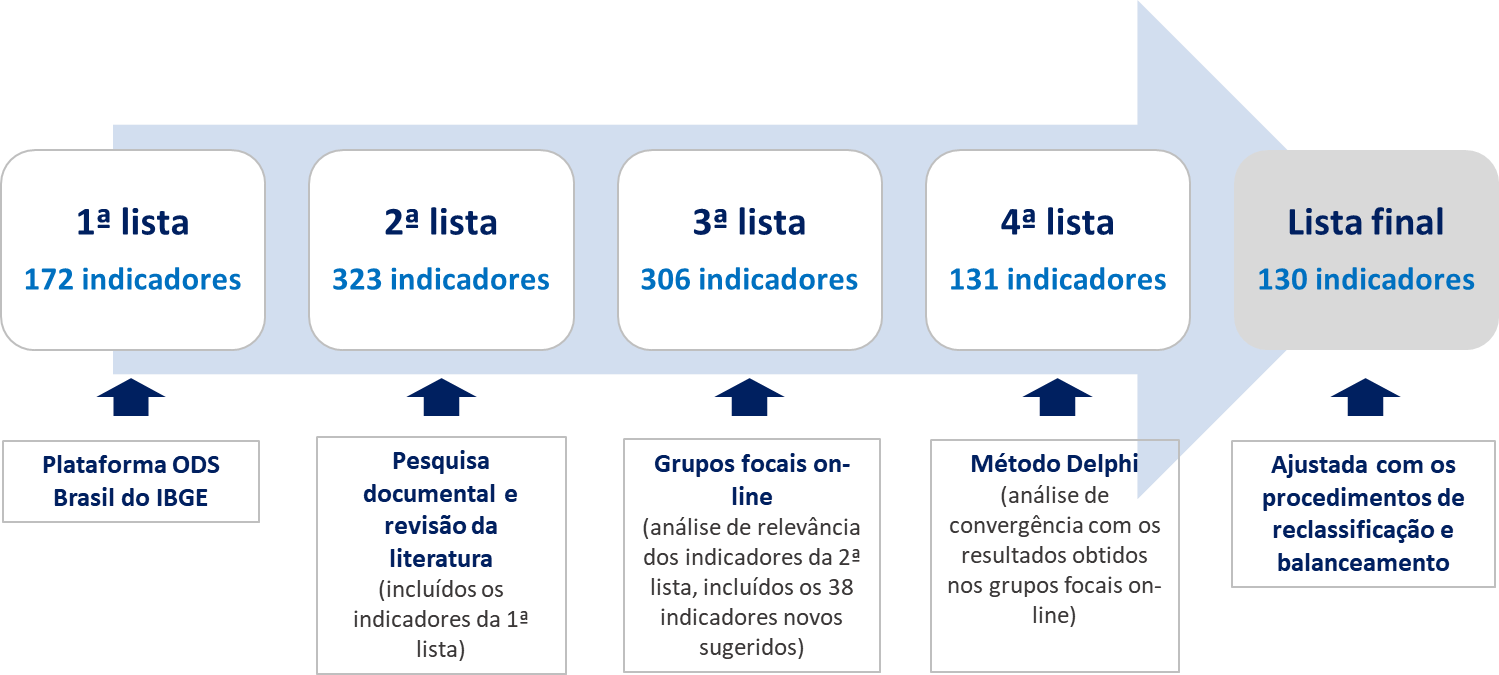 1ª lista
172 indicadores
2ª lista
323 indicadores
3ª lista
306 indicadores
4ª lista
131 indicadores
Lista final
130 indicadores
Plataforma ODS
Brasil do IBGE
Pesquisa
documental e
revisão da
literatura
(incluídos os
indicadores da 1ª
lista)
Grupos focais on-
line
(análise de relevância
dos indicadores da 2ª
lista, incluídos os 38
indicadores novos
sugeridos)
Método Delphi
(análise de
convergência com os
resultados obtidos
nos grupos focais on-
line)
Ajustada com os
procedimentos de
reclassificação e
balanceamento